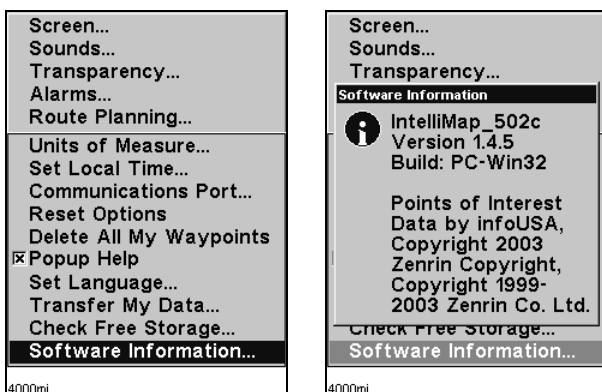 Screen...
Sounds...
Transparency...
Alarms...
Route Planning...
Units of Measure...
Set Local Time...
Communications Port...
Reset Options
Delete All My Waypoints
Popup Help
Set Language...
Transfer My Data...
Check Free Storage...
Software Information...
4000mi
Screen...
Sounds...
Transparency...
Software Information
IntelliMap_502c
Version 1.4.5
Build: PC-Win32
Points of Interest
Data by infoUSA,
Copyright 2003
Zenrin Copyright,
Copyright 1999-
2003 Zenrin Co. Ltd.
Check Free Storage...
Software Information...
4000mi